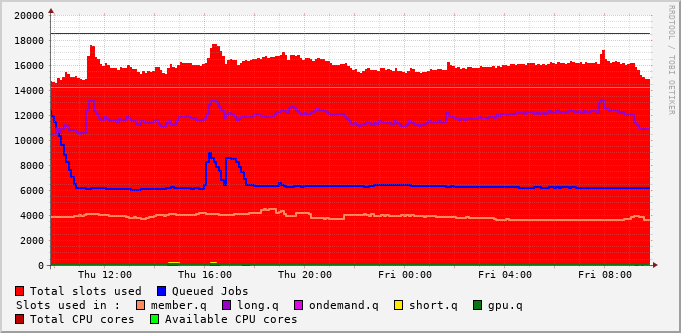 20000
18000
16000
14000
12000
10000
8000
6000
4000
2000
0
Thu 12:00 Thu 16:00 Thu 20:00 Fri 00:00 Fri 04:00 Fri 08:00
RRDTOOL / TOBI OETIKER
Total slots used Queued Jobs
Slots used in : member.q long.q ondemand.q short.q gpu.q
Total CPU cores Available CPU cores